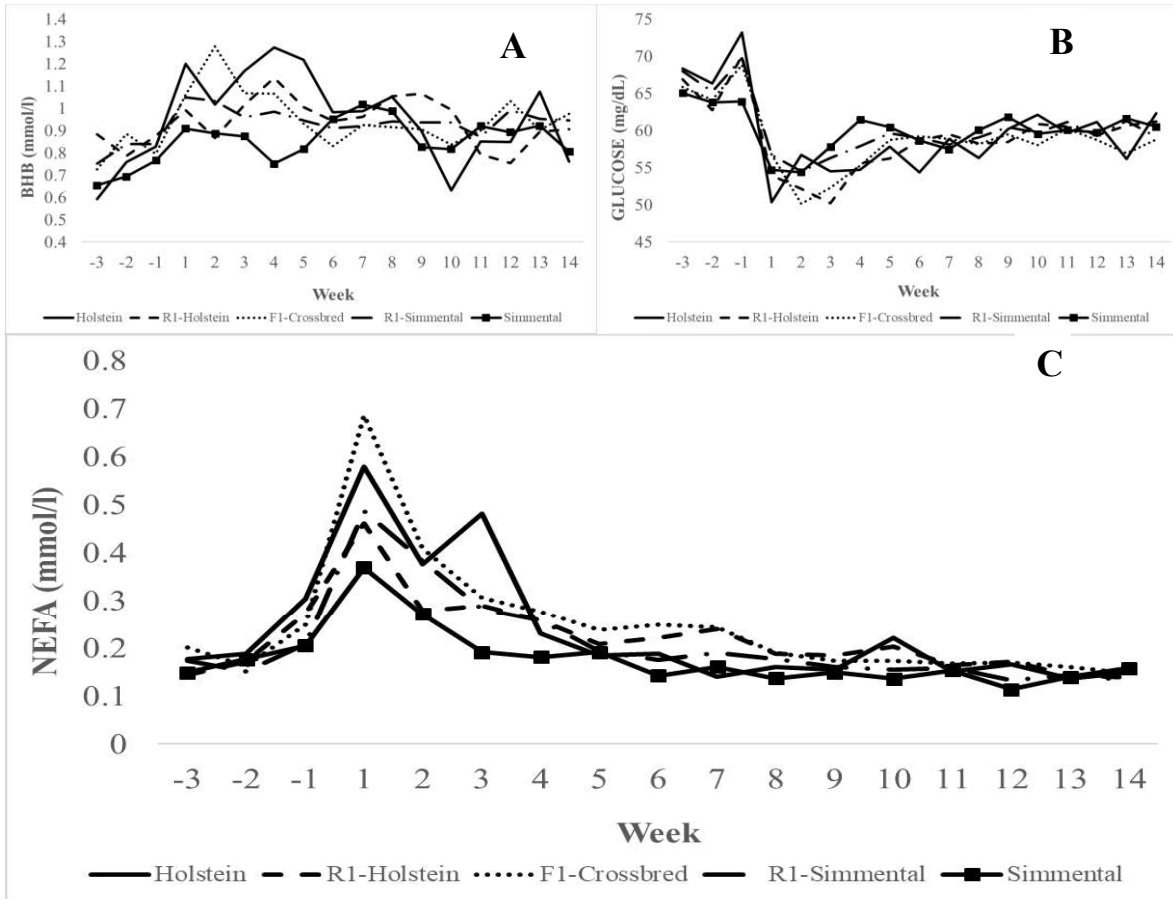 A
1.4
1.3
1.2
1.1
1
0.9
0.8
0.7
0.6
0.5
0.4
BHB (mmol/l)
-3 -2 -1 1 2 3 4 5 6 7 8 9 10 11 12 13 14
Week
Holstein R1-Holstein F1-Crossbred R1-Simmental Simmental
B
75
70
65
60
55
50
45
GLUCOSE (mg/dL)
-3 -2 -1 1 2 3 4 5 6 7 8 9 10 11 12 13 14
Week
Holstein R1-Holstein F1-Crossbred R1-Simmental Simmental
C
0.8
0.7
0.6
0.5
0.4
0.3
0.2
0.1
0
NEFA (mmol/l)
-3 -2 -1 1 2 3 4 5 6 7 8 9 10 11 12 13 14
Week
Holstein R1-Holstein F1-Crossbred R1-Simmental Simmental